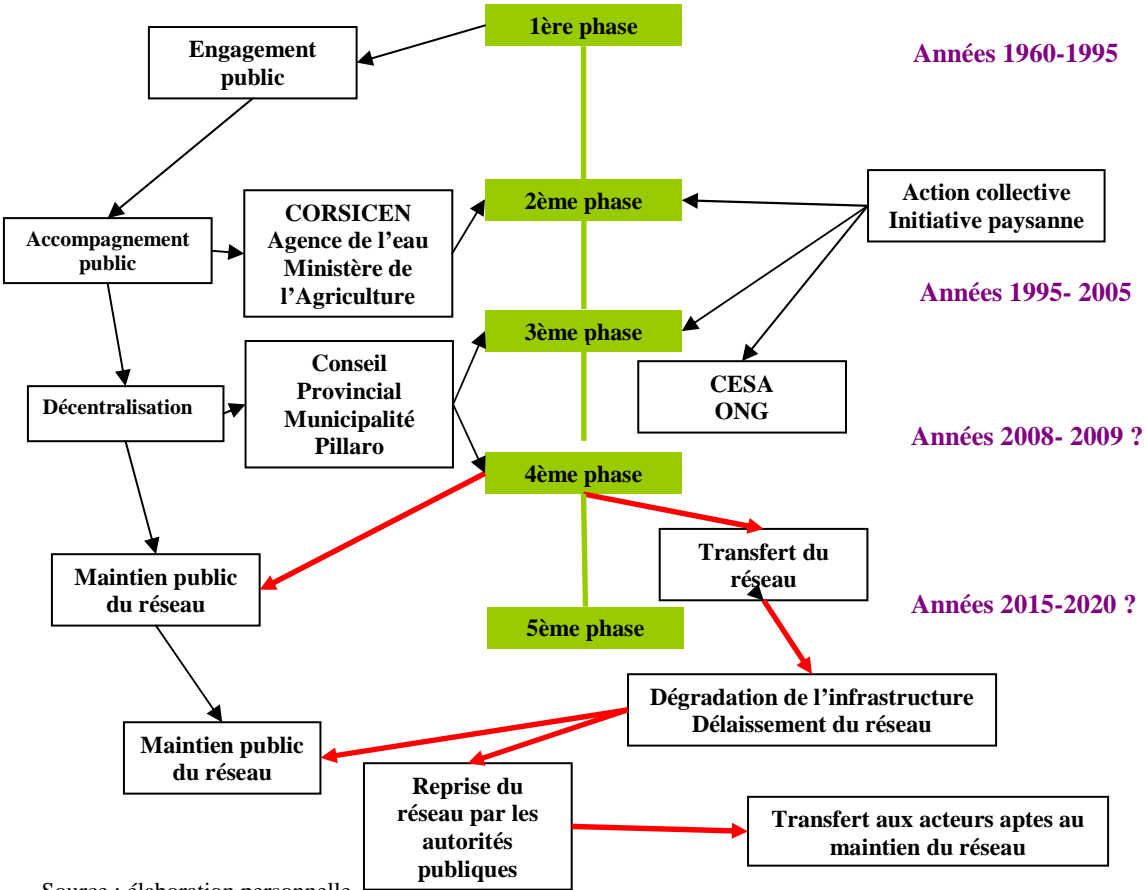 1ère phase
Engagement
public
Années 1960-1995
2ème phase
Action collective
Initiative paysanne
CORSICEN
Agence de l’eau
Ministère de
l’Agriculture
Accompagnement
public
Années 1995- 2005
3ème phase
Conseil
Provincial
Municipalité
Pillaro
CESA
ONG
Décentralisation
Années 2008- 2009 ?
4ème phase
Transfert du
réseau
Maintien public
du réseau
Années 2015-2020 ?
5ème phase
Dégradation de l’infrastructure
Délaissement du réseau
Maintien public
du réseau
Reprise du
réseau par les
autorités
publiques
Transfert aux acteurs aptes au
maintien du réseau
Source : élaboration personnelle